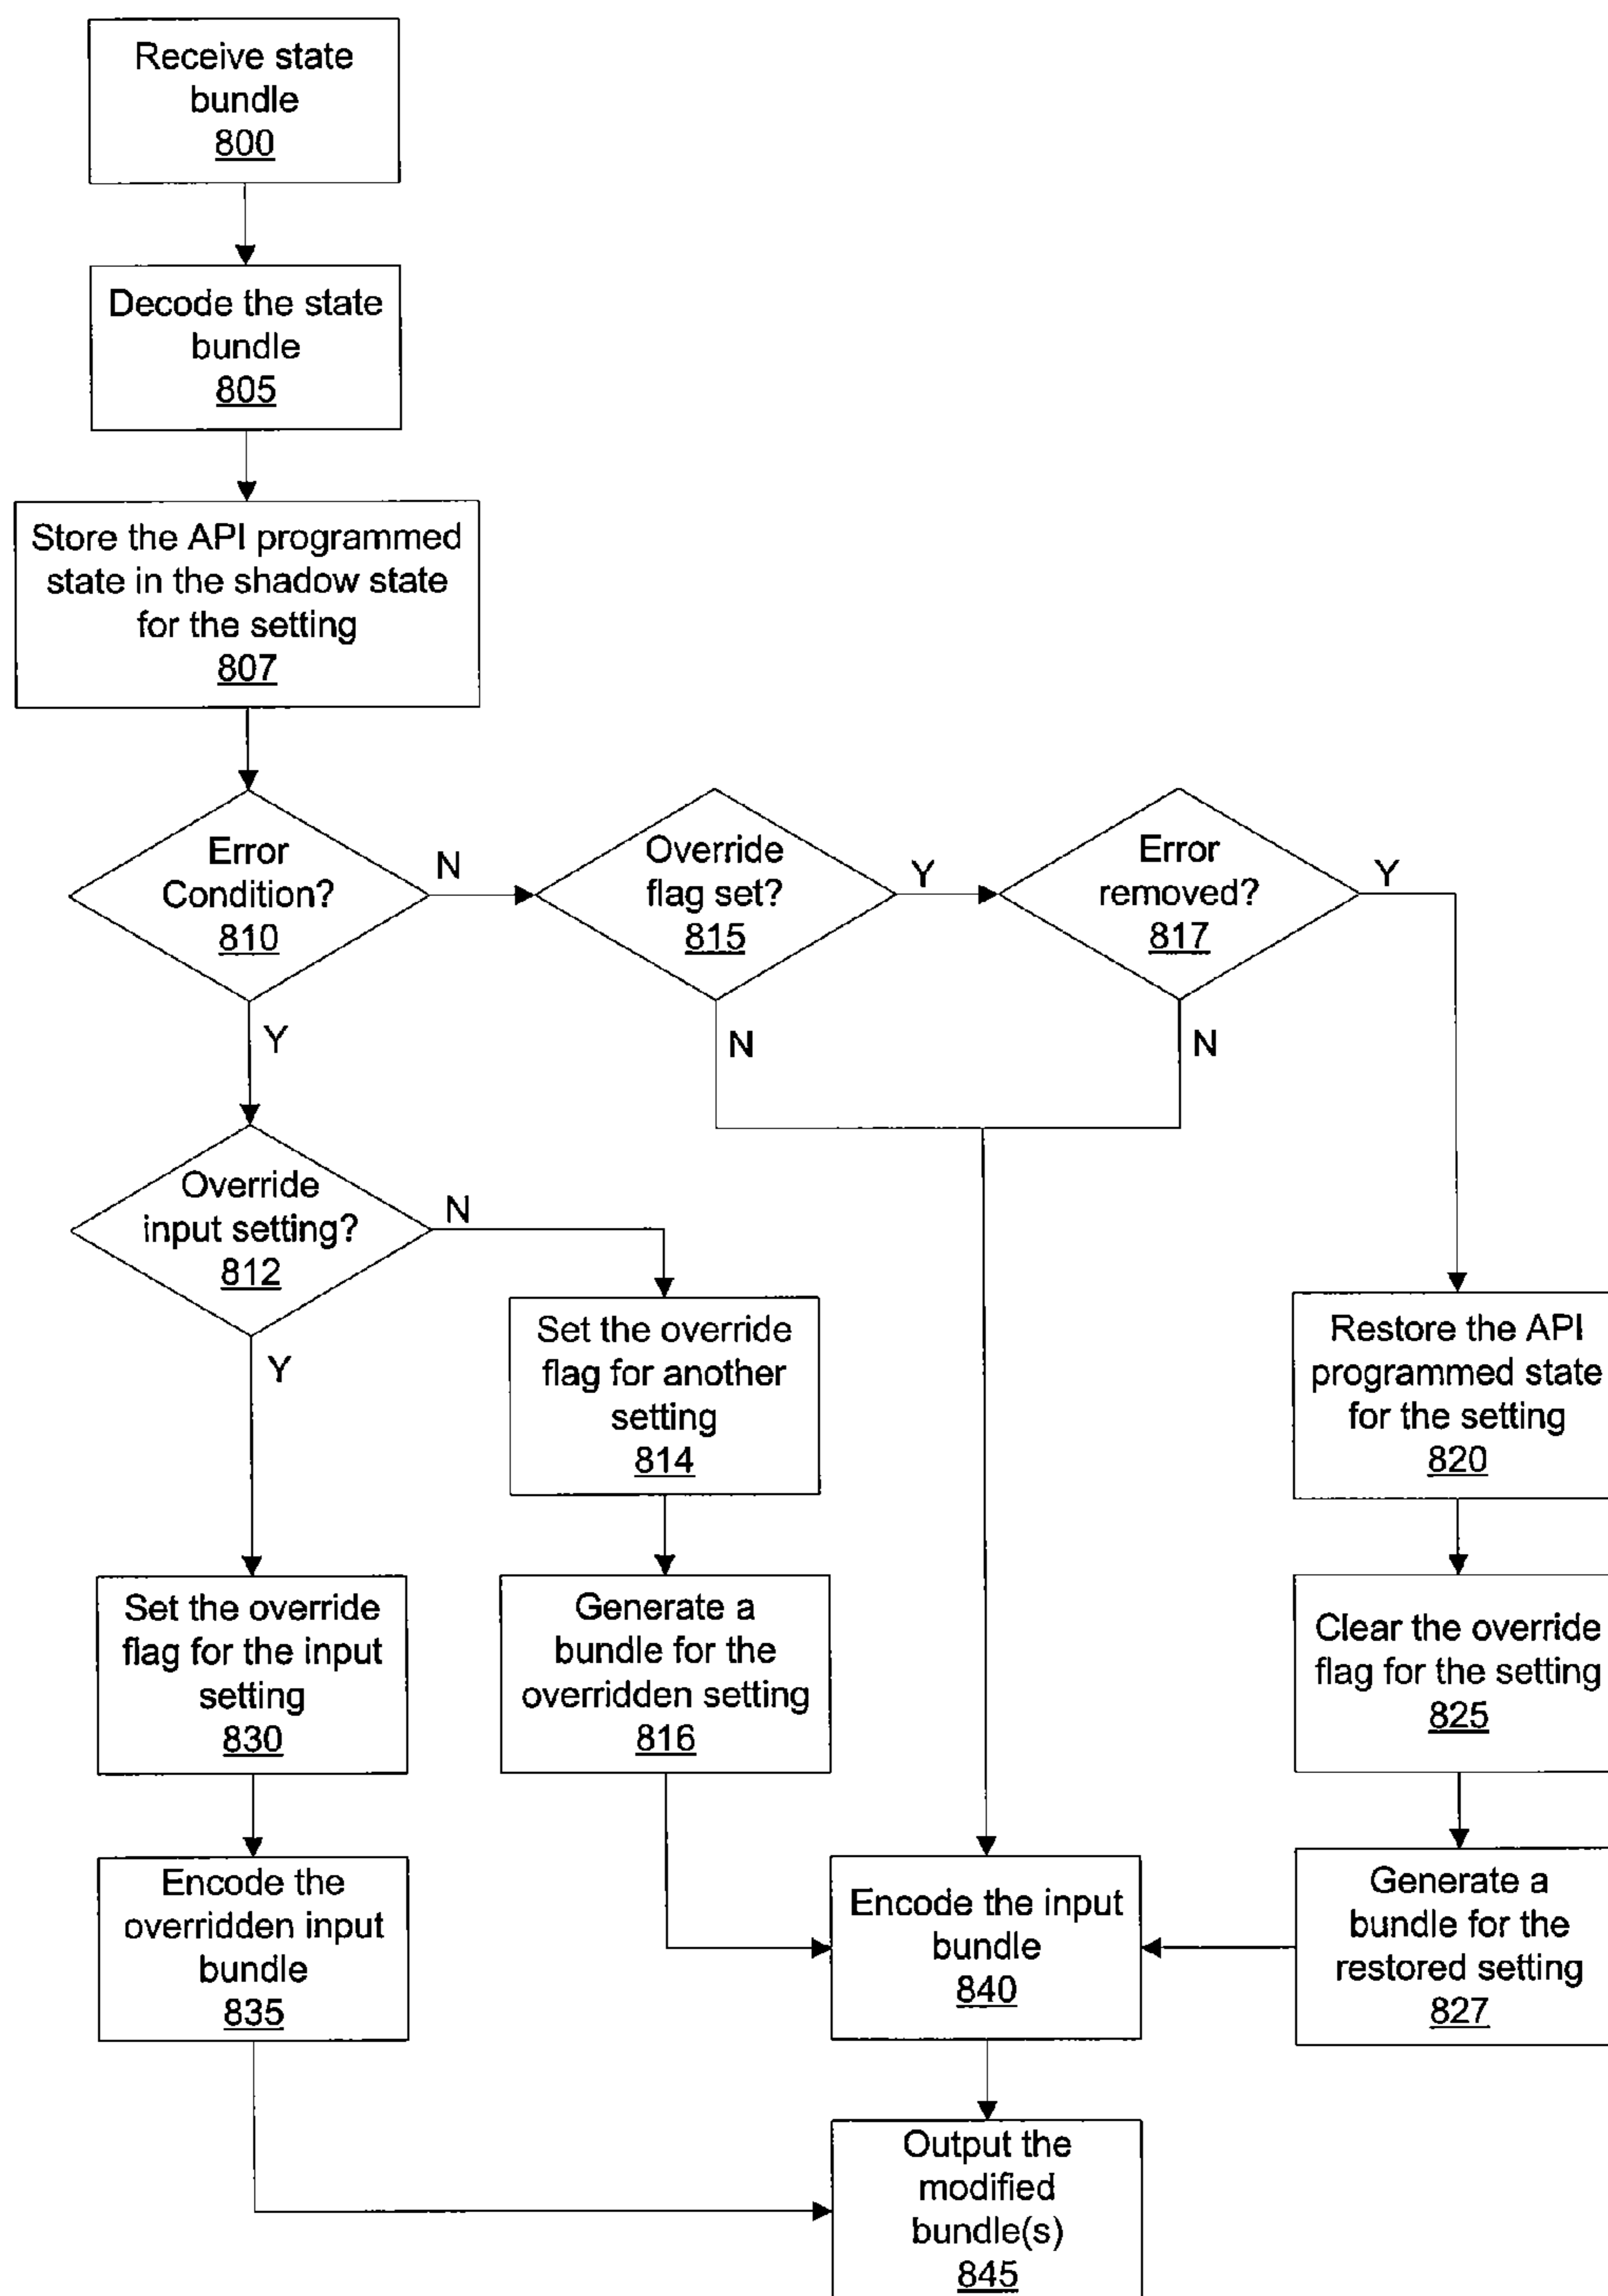 Receive state
bundle
800
Decode the state
bundle
805
Store the API programmed
state in the shadow state
for the setting
807
Error
Condition?
810
N
Override
flag set?
815
Y
Error
removed?
817
Y
Y
N
N
Override
input setting?
812
N
Y
Set the override
flag for another
setting
814
Restore the API
programmed state
for the setting
820
Set the override
flag for the input
setting
830
Generate a
bundle for the
overridden setting
816
Clear the override
flag for the setting
825
Encode the
overridden input
bundle
835
Encode the input
bundle
840
Generate a
bundle for the
restored setting
827
Output the
modified
bundle(s)
845